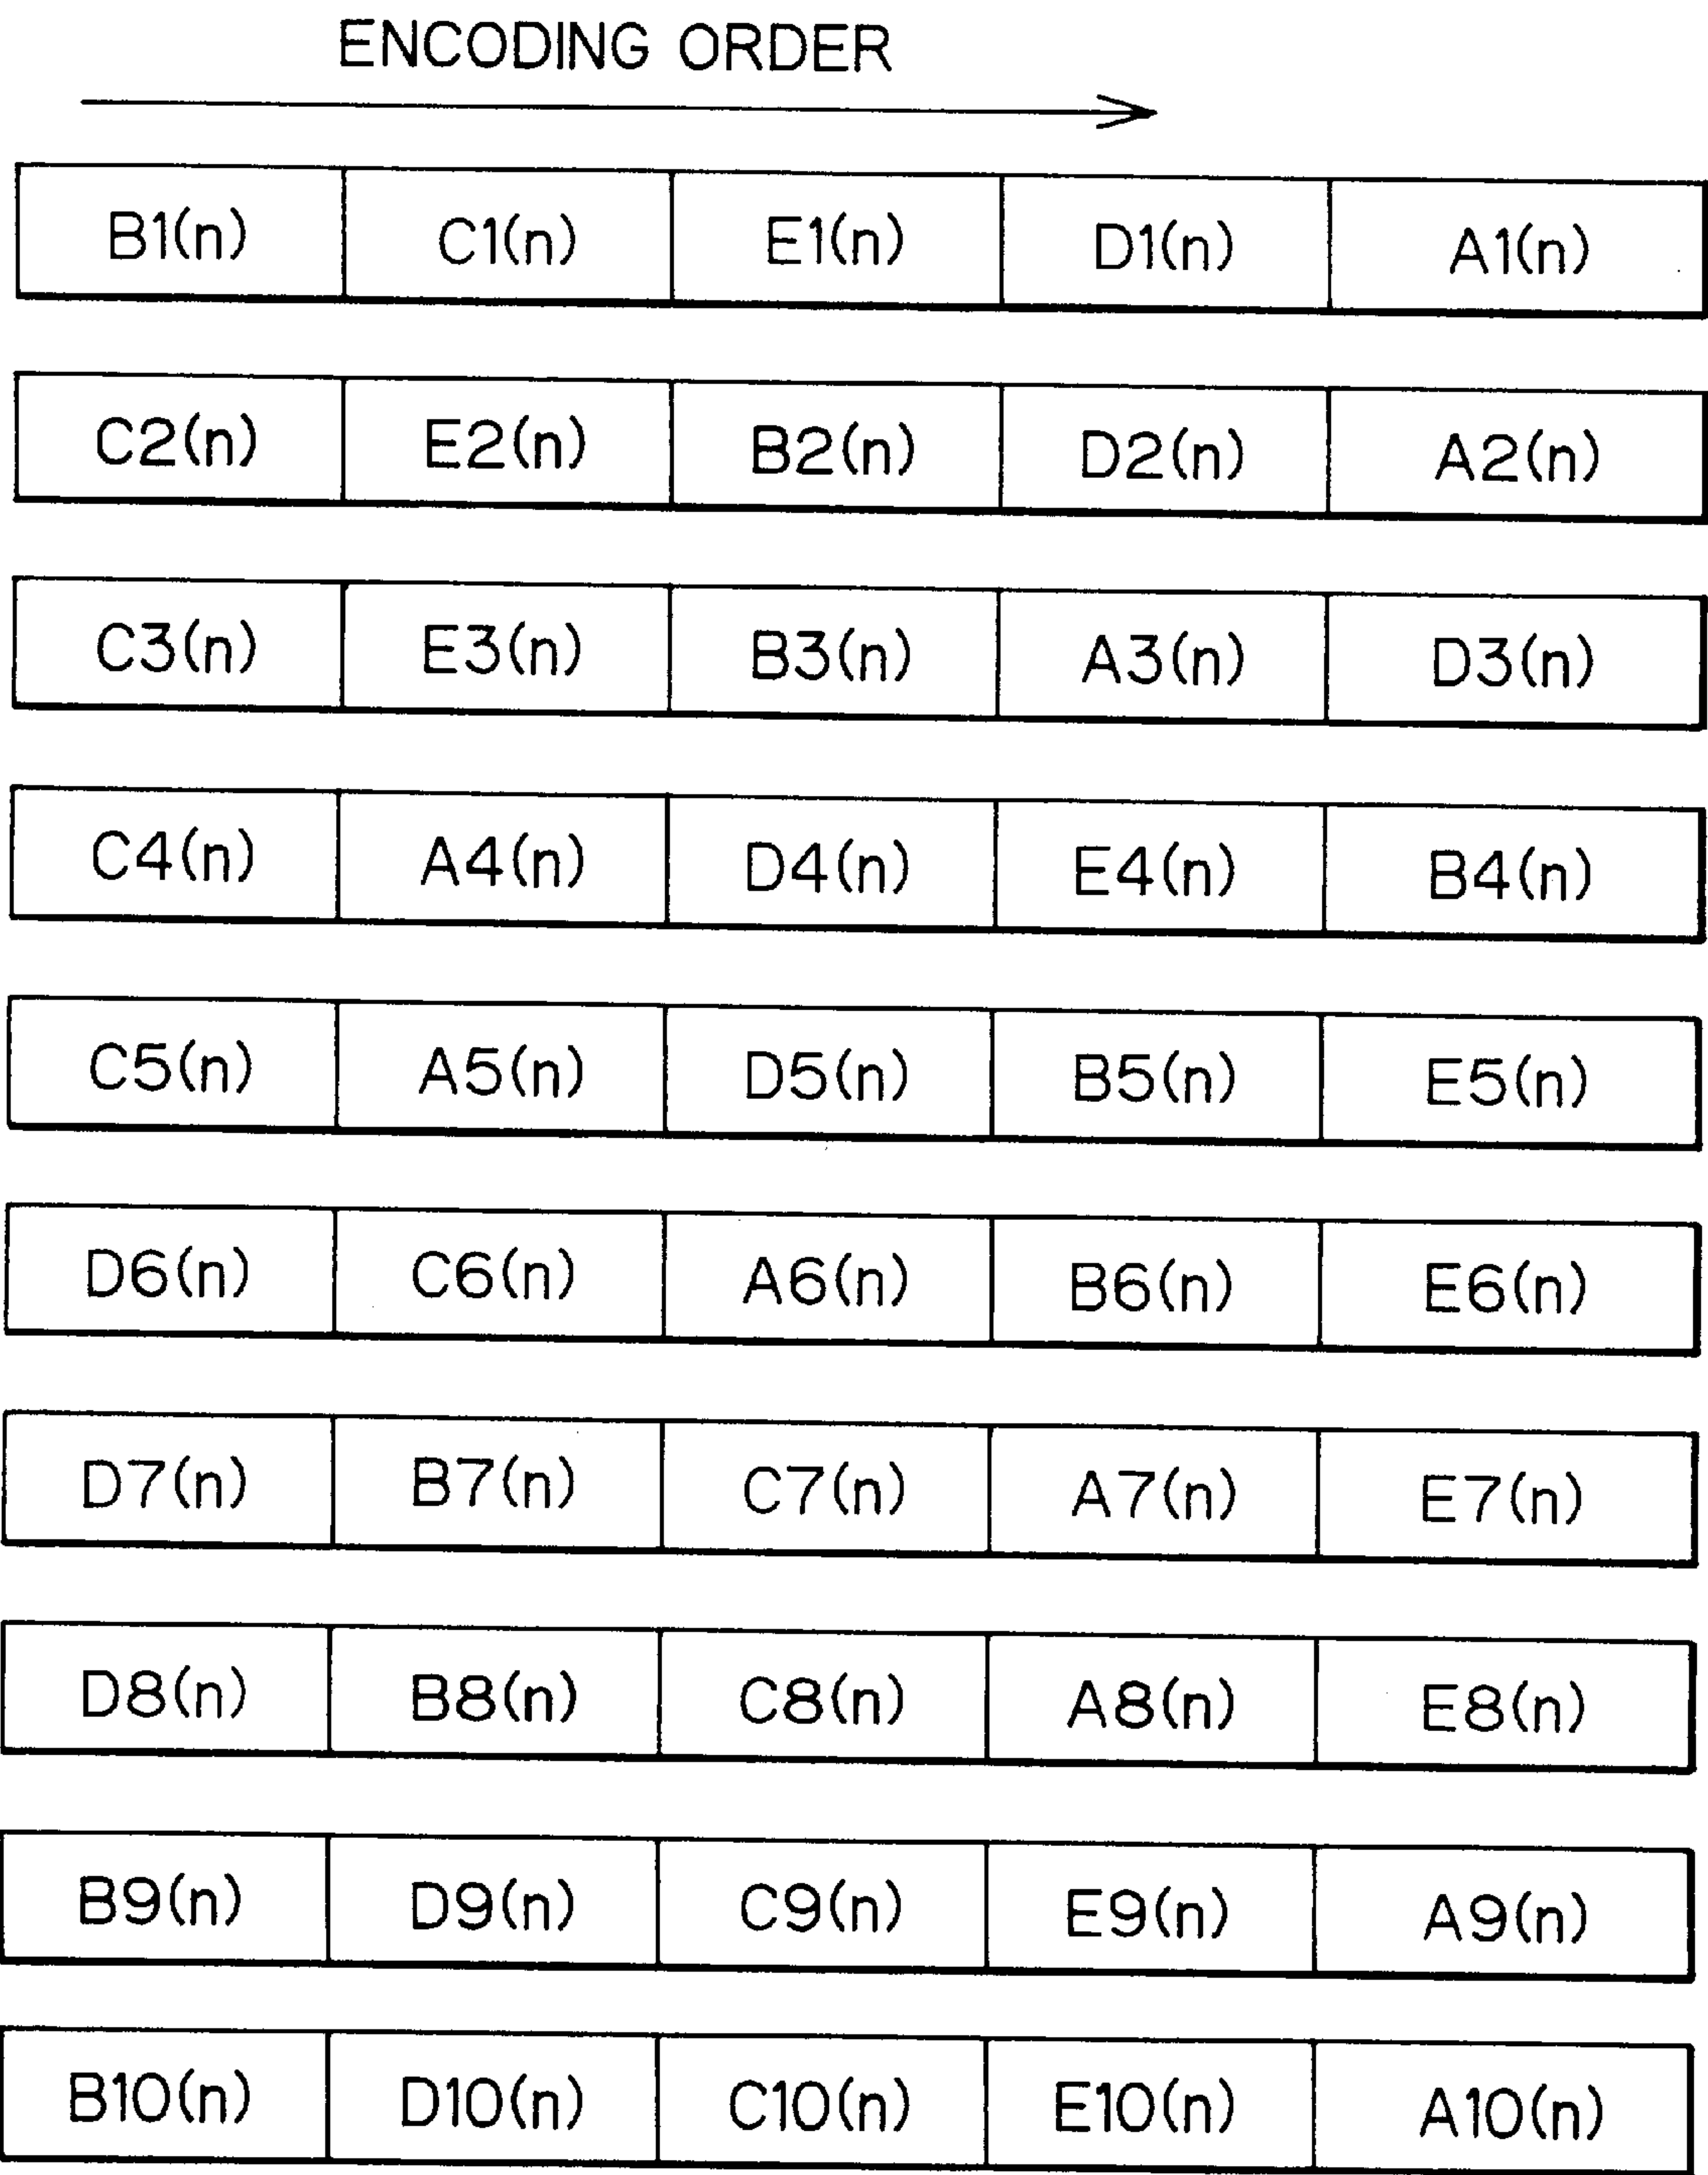 ENCODING ORDER
B1(n) C1(n) E1(n) D1(n) A1(n)
C2(n) E2(n) B2(n) D2(n) A2(n)
C3(n) E3(n) B3(n) A3(n) D3(n)
C4(n) A4(n) D4(n) E4(n) B4(n)
C5(n) A5(n) D5(n) B5(n) E5(n)
D6(n) C6(n) A6(n) B6(n) E6(n)
D7(n) B7(n) C7(n) A7(n) E7(n)
D8(n) B8(n) C8(n) A8(n) E8(n)
B9(n) D9(n) C9(n) E9(n) A9(n)
B10(n) D10(n) C10(n) E10(n) A10(n)